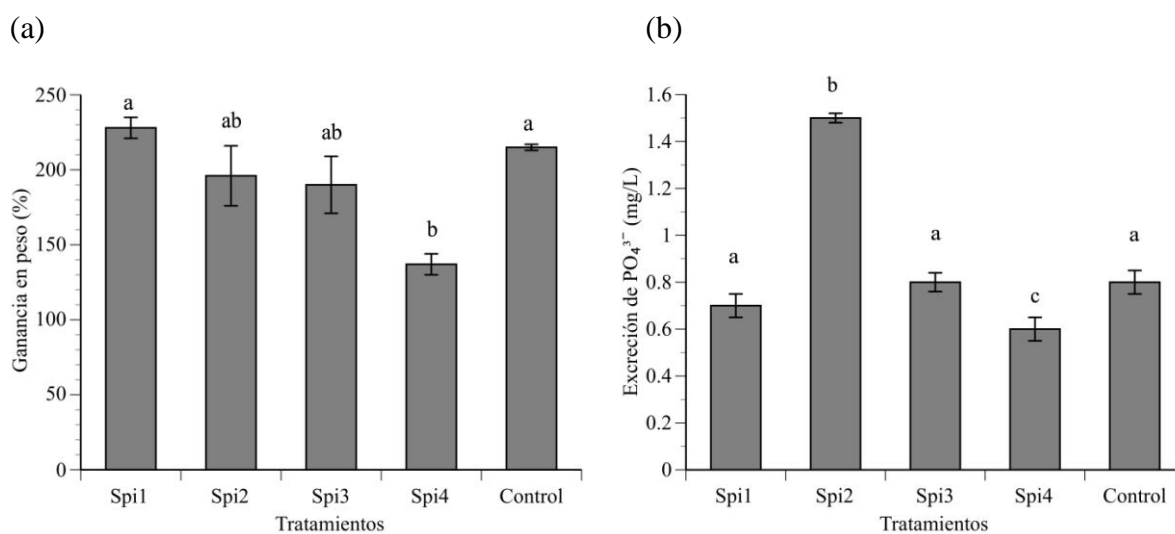 (a)
Ganancia en peso (%)
250
200
150
100
50
0
a
ab
ab
b
a
Spi1 Spi2 Spi3 Spi4 Control
Tratamientos
(b)
Excreción de PO₄³⁻ (mg/L)
1.6
1.4
1.2
1
0.8
0.6
0.4
0.2
0
a
b
a
c
a
Spi1 Spi2 Spi3 Spi4 Control
Tratamientos